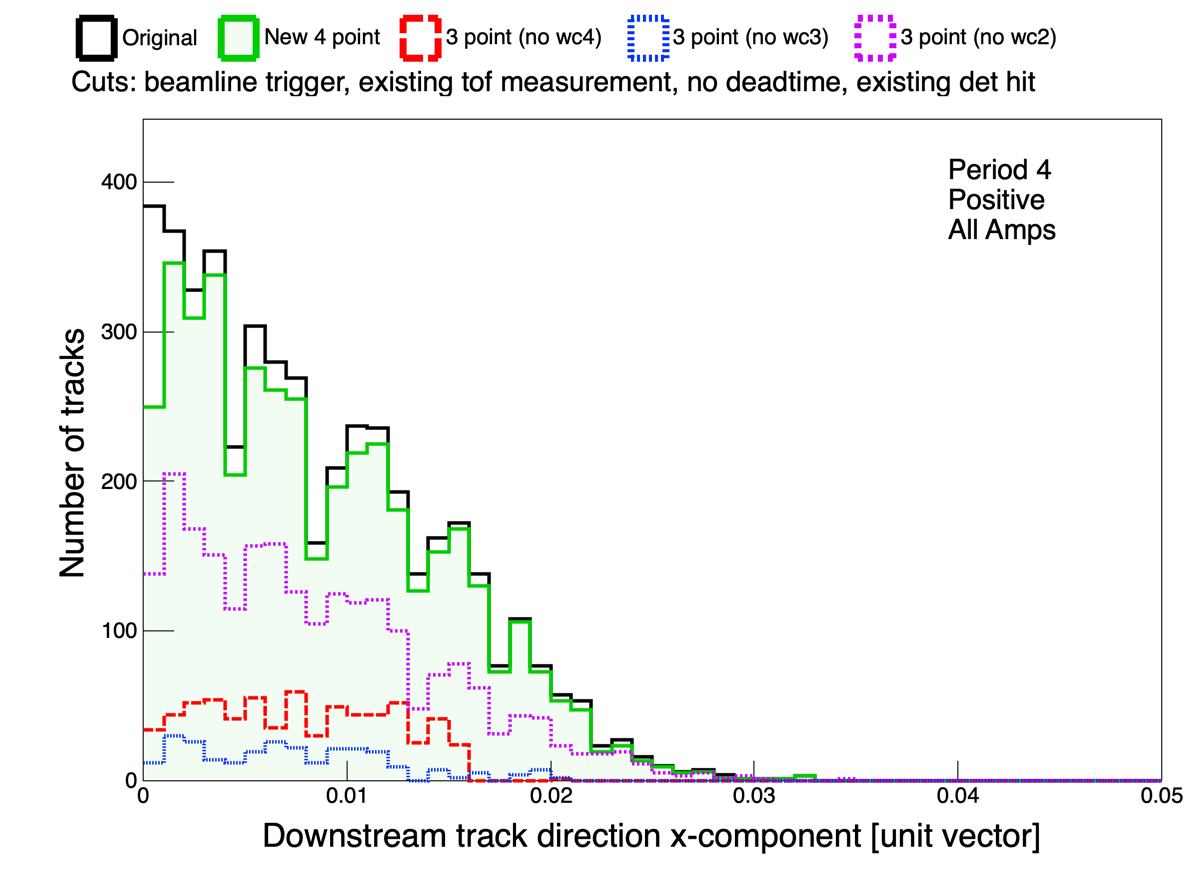 Original New 4 point 3 point (no wc4) 3 point (no wc3) 3 point (no wc2)
Cuts: beamline trigger, existing tof measurement, no deadtime, existing det hit
Period 4
Positive
All Amps
400
300
200
100
0
Number of tracks
0 0.01 0.02 0.03 0.04 0.05
Downstream track direction x-component [unit vector]